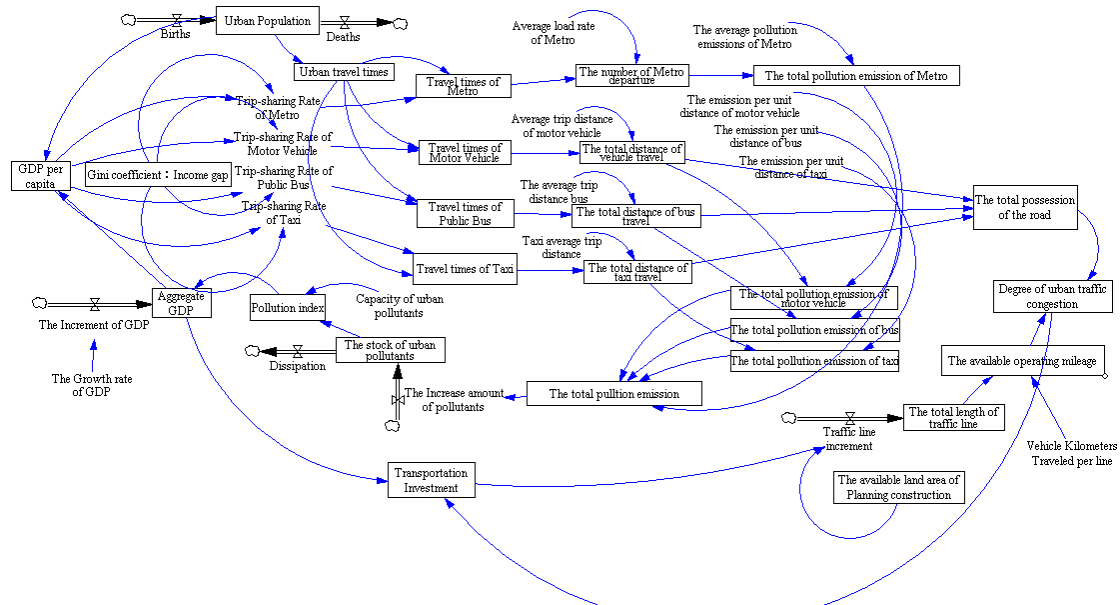 Urban Population
Births
Deaths
Average load rate
of Metro
The average pollution
emissions of Metro
Urban travel times
Travel times of
Metro
The number of Metro
departure
The total pollution emission of Metro
Trip-sharing Rate
of Metro
The emission per unit
distance of motor vehicle
Average trip distance
of motor vehicle
The emission per unit
distance of bus
Trip-sharing Rate of
Motor Vehicle
Travel times of
Motor Vehicle
The total distance of
vehicle travel
The emission per unit
distance of taxi
GDP per
capita
Gini coefficient：Income gap
Trip-sharing Rate of
Public Bus
The average trip
distance bus
Travel times of
Public Bus
The total distance of bus
travel
The total possession
of the road
Trip-sharing Rate
of Taxi
Taxi average trip
distance
Travel times of Taxi
The total distance of
taxi travel
Aggregate
GDP
Pollution index
Capacity of urban
pollutants
The total pollution emission of
motor vehicle
Degree of urban traffic
congestion
The Increment of GDP
The total pollution emission of bus
The stock of urban
pollutants
Dissipation
The total pollution emission of taxi
The available operating mileage
The Growth rate
of GDP
The Increase amount
of pollutants
The total pulltion emission
The total length of
traffic line
Traffic line
increment
Vehicle Kilometers
Traveled per line
Transportation
Investment
The available land area of
Planning construction